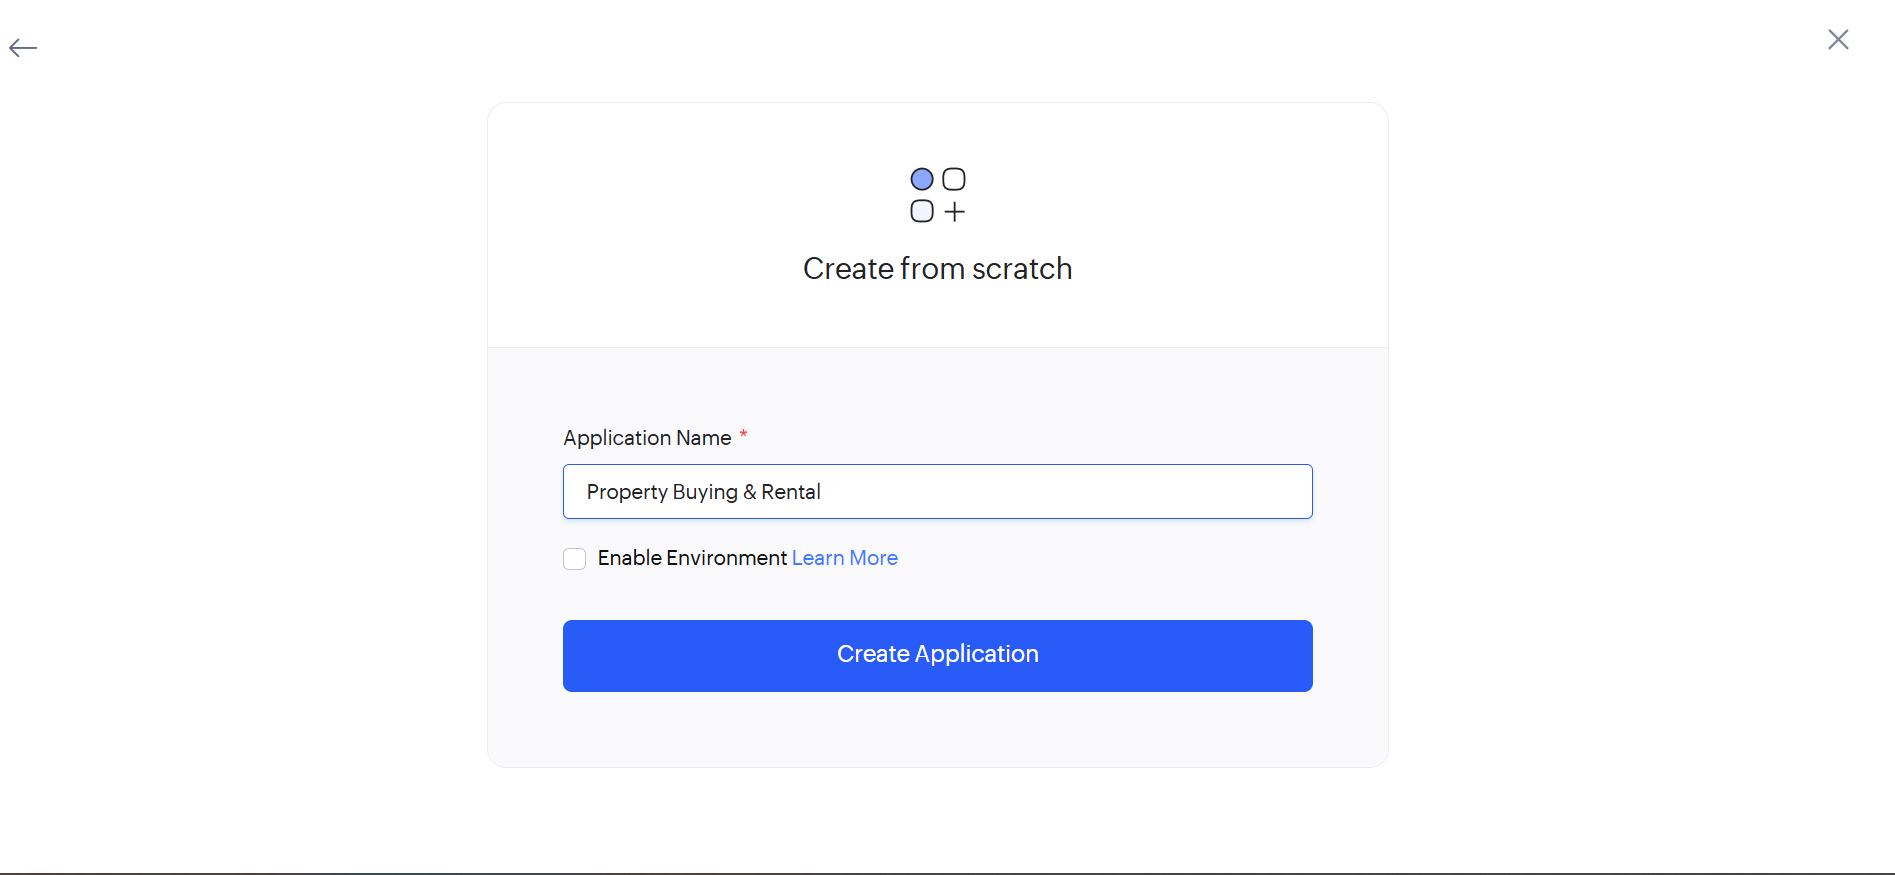 Create from scratch
Application Name *
Property Buying & Rental
Enable Environment Learn More
Create Application